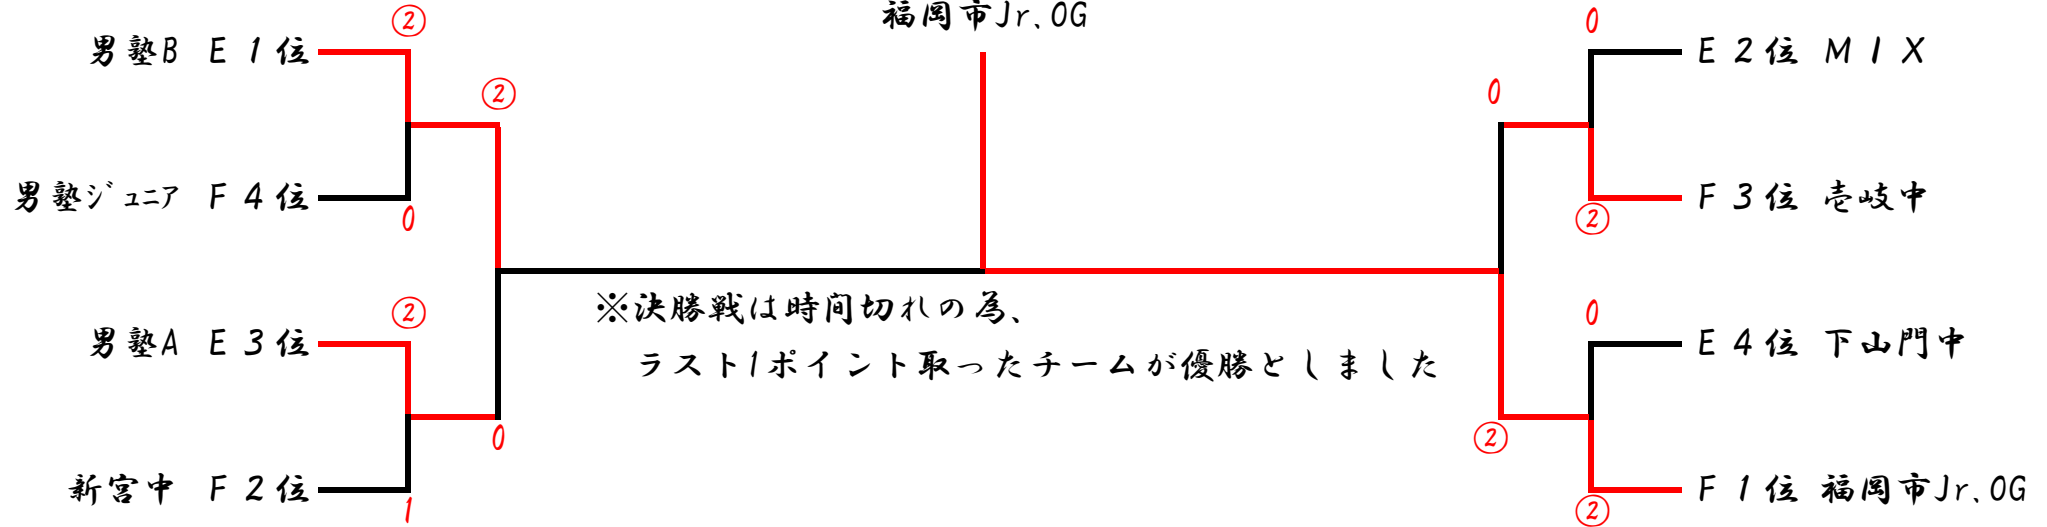 福岡市Jr.OG
②
0
男塾B E1位
E2位 MIX
②
0
男塾ジュニア F4位
F3位 壱岐中
0
②
※決勝戦は時間切れの為、
ラスト1ポイント取ったチームが優勝としました
②
0
男塾A E3位
E4位 下山門中
0
②
新宮中 F2位
F1位 福岡市Jr.OG
1
②